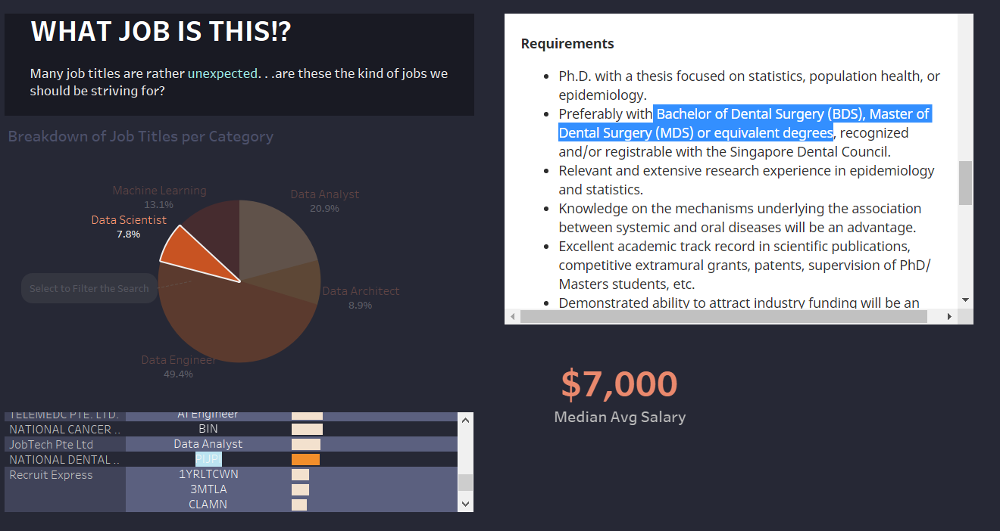 WHAT JOB IS THIS!?
Many job titles are rather unexpected. . .are these the kind of jobs we
should be striving for?
Breakdown of Job Titles per Category
Machine Learning
13.1%
Data Analyst
20.9%
Data Scientist
7.8%
Select to Filter the Search
Data Architect
8.9%
Data Engineer
49.4%
TELEMEDC PTE. LTD. AI Engineer
NATIONAL CANCER .. BIN
JobTech Pte Ltd Data Analyst
NATIONAL DENTAL .. PIJPI
Recruit Express 1YRLTCWN
3MTLA
CLAMN
Requirements
• Ph.D. with a thesis focused on statistics, population health, or
epidemiology.
• Preferably with Bachelor of Dental Surgery (BDS), Master of
Dental Surgery (MDS) or equivalent degrees, recognized
and/or registrable with the Singapore Dental Council.
• Relevant and extensive research experience in epidemiology
and statistics.
• Knowledge on the mechanisms underlying the association
between systemic and oral diseases will be an advantage.
• Excellent academic track record in scientific publications,
competitive extramural grants, patents, supervision of PhD/
Masters students, etc.
• Demonstrated ability to attract industry funding will be an
$7,000
Median Avg Salary